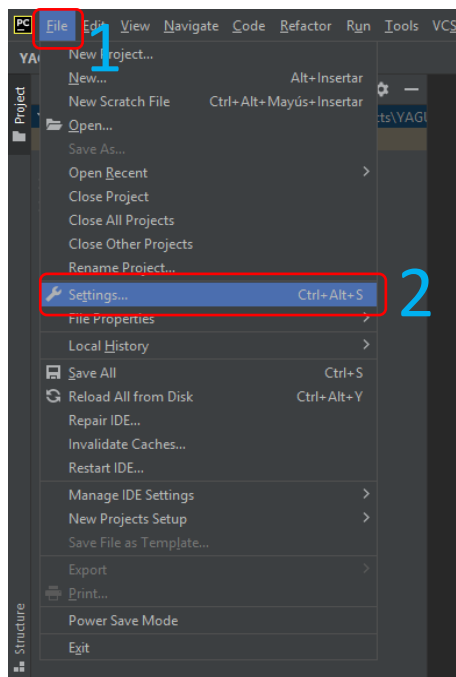 PC File Edit View Navigate Code Refactor Run Tools VCS
1
YA
New Project...
New... Alt+Insertar
New Scratch File Ctrl+Alt+Mayús+Insertar
Open...
cts\YAGU
Save As...
Open Recent
Close Project
Close All Projects
Close Other Projects
Rename Project...
Settings... Ctrl+Alt+S
2
File Properties
Local History
Save All Ctrl+S
Reload All from Disk Ctrl+Alt+Y
Repair IDE...
Invalidate Caches...
Restart IDE...
Manage IDE Settings
New Projects Setup
Save File as Template...
Export
Print...
Power Save Mode
Exit
Project
Structure